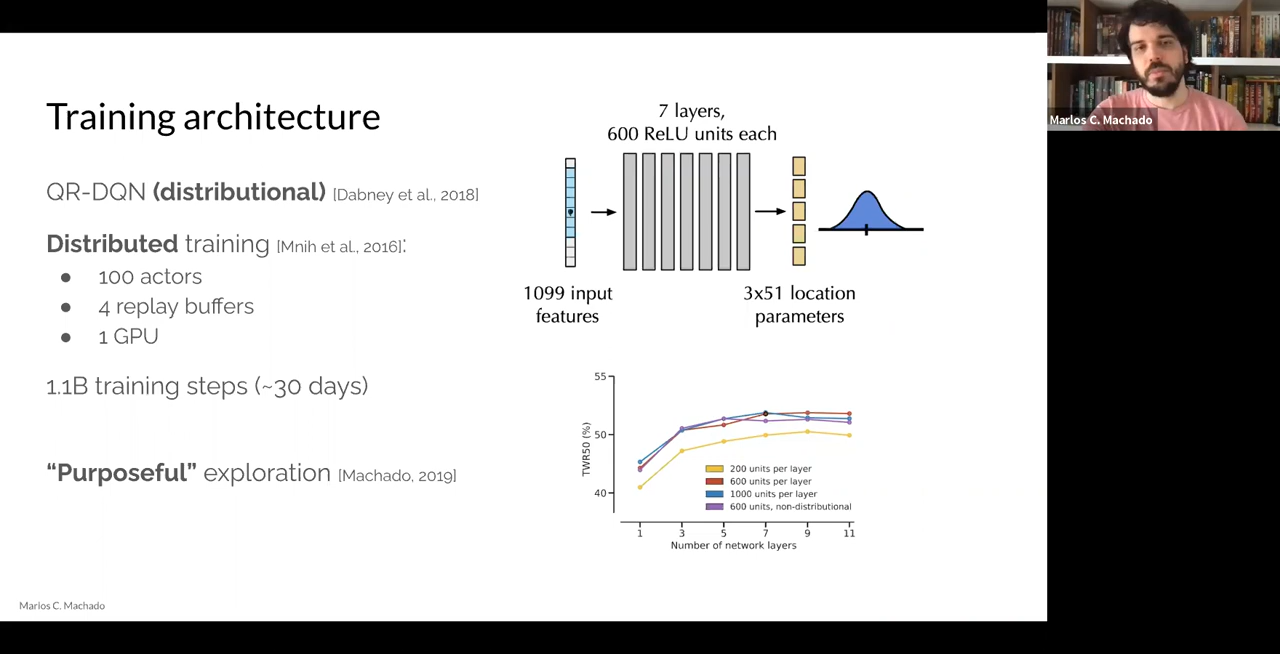 Training architecture
QR-DQN (distributional) [Dabney et al., 2018]
Distributed training [Mnih et al., 2016]:
● 100 actors
● 4 replay buffers
● 1 GPU
1.1B training steps (~30 days)
“Purposeful” exploration [Machado, 2019]
7 layers,
600 ReLU units each
1099 input
features
3x51 location
parameters
55
50
40
TWR50 (%)
200 units per layer
600 units per layer
1000 units per layer
600 units, non-distributional
1 3 5 7 9 11
Number of network layers
Marlos C. Machado
Marlos C. Machado